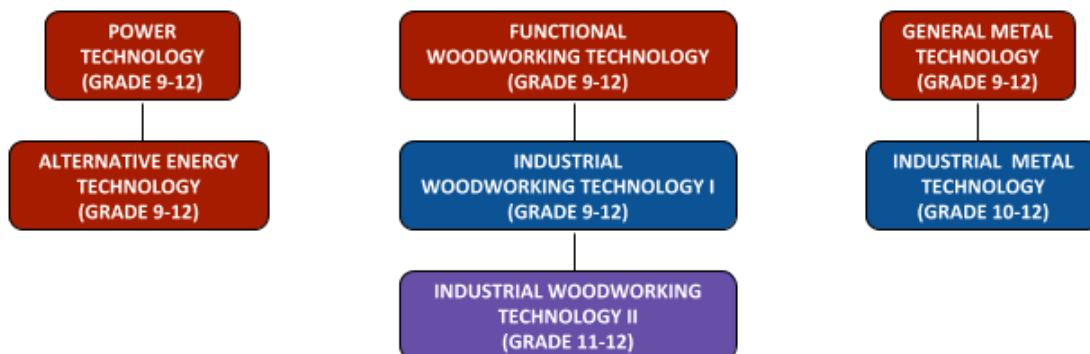 POWER
TECHNOLOGY
(GRADE 9-12)
FUNCTIONAL
WOODWORKING TECHNOLOGY
(GRADE 9-12)
GENERAL METAL
TECHNOLOGY
(GRADE 9-12)
ALTERNATIVE ENERGY
TECHNOLOGY
(GRADE 9-12)
INDUSTRIAL
WOODWORKING TECHNOLOGY I
(GRADE 9-12)
INDUSTRIAL METAL
TECHNOLOGY
(GRADE 10-12)
INDUSTRIAL WOODWORKING
TECHNOLOGY II
(GRADE 11-12)